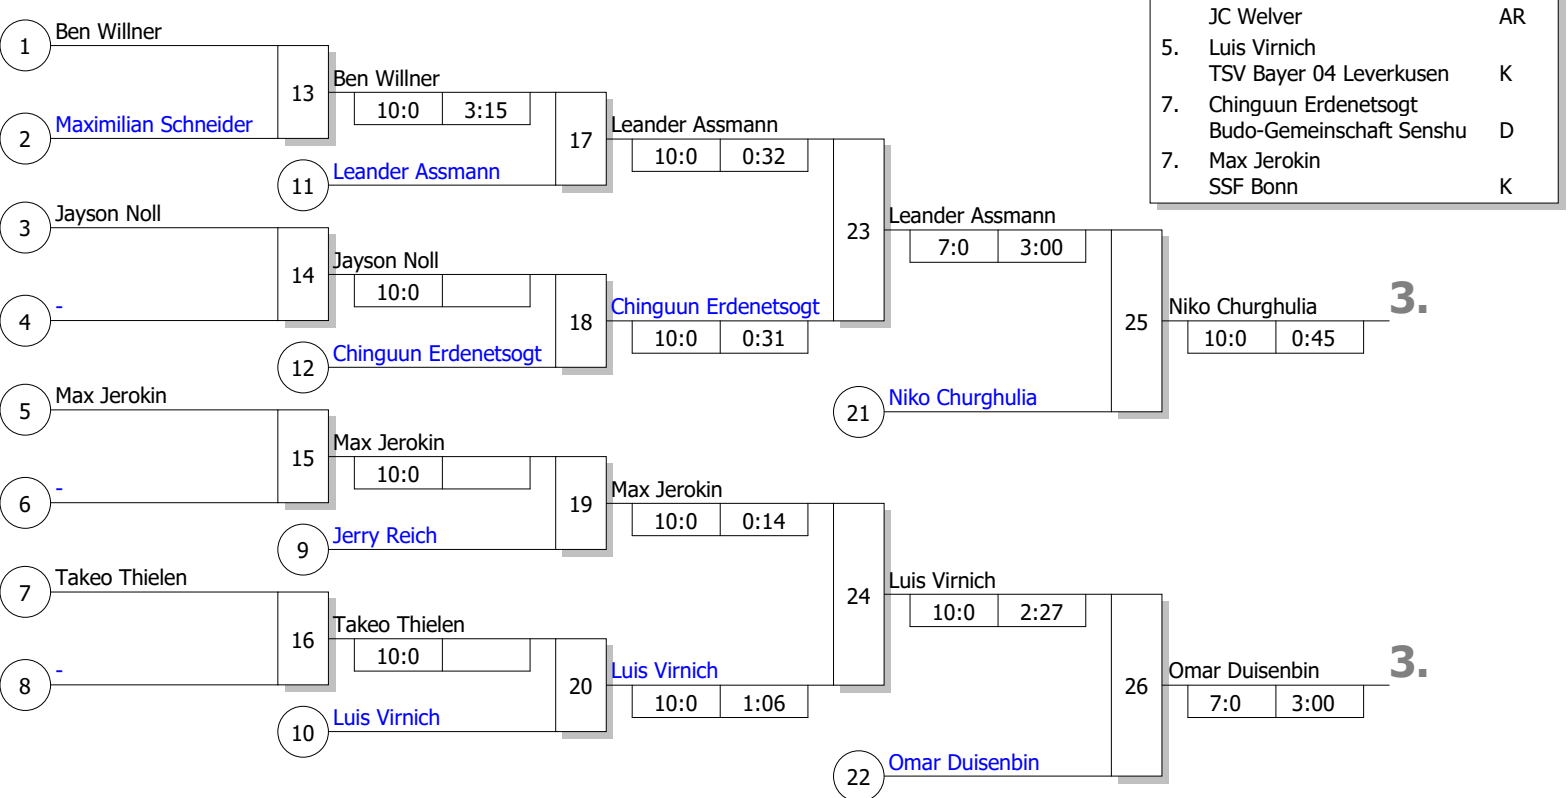 JC Welver AR
5. Luis Virnich
TSV Bayer 04 Leverkusen K
7. Chinguun Erdenetsogt
Budo-Gemeinschaft Senshu D
7. Max Jerokin
SSF Bonn K
1 Ben Willner
2 Maximilian Schneider
13 Ben Willner
10:0 3:15
11 Leander Assmann
17 Leander Assmann
10:0 0:32
3 Jayson Noll
4 -
14 Jayson Noll
10:0
12 Chinguun Erdenetsogt
18 Chinguun Erdenetsogt
10:0 0:31
23 Leander Assmann
7:0 3:00
21 Niko Churghulia
25 Niko Churghulia 3.
10:0 0:45
5 Max Jerokin
6 -
15 Max Jerokin
10:0
9 Jerry Reich
19 Max Jerokin
10:0 0:14
7 Takeo Thielen
8 -
16 Takeo Thielen
10:0
10 Luis Virnich
20 Luis Virnich
10:0 1:06
24 Luis Virnich
10:0 2:27
22 Omar Duisenbin
26 Omar Duisenbin 3.
7:0 3:00